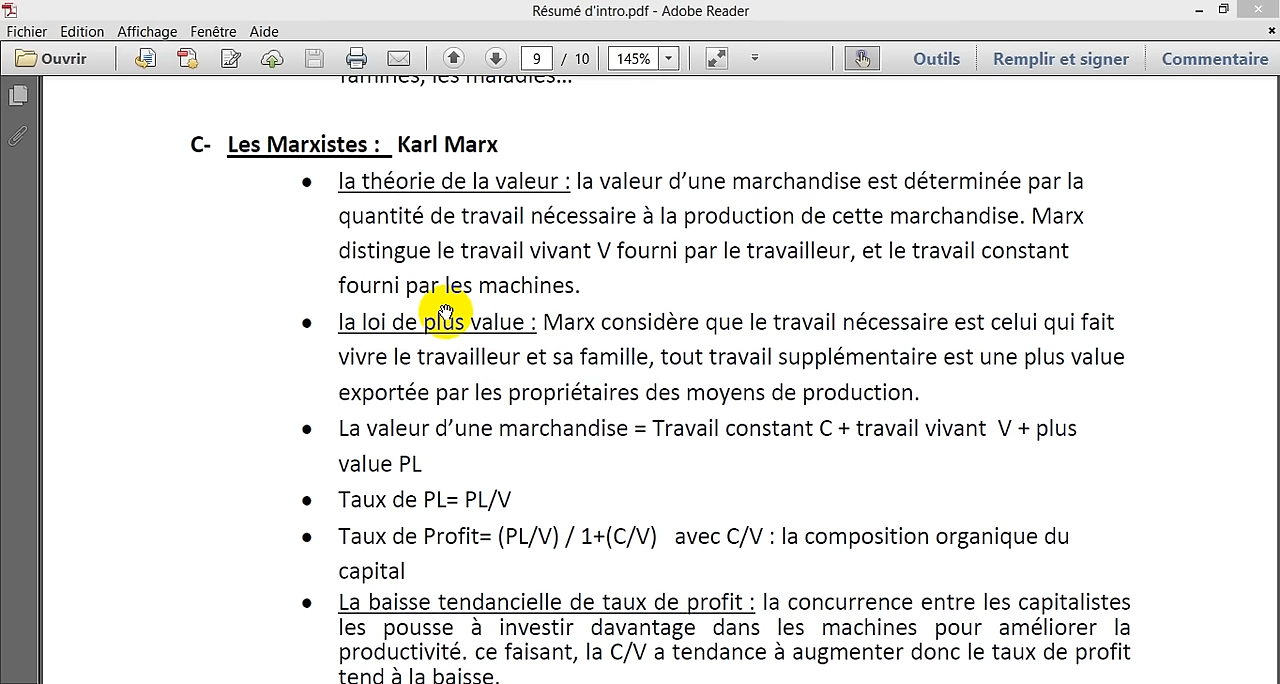 Résumé d'intro.pdf - Adobe Reader
Fichier Edition Affichage Fenêtre Aide
Ouvrir 9 / 10 145% Outils Remplir et signer Commentaire
famines, les maladies...
C- Les Marxistes : Karl Marx
• la théorie de la valeur : la valeur d’une marchandise est déterminée par la
quantité de travail nécessaire à la production de cette marchandise. Marx
distingue le travail vivant V fourni par le travailleur, et le travail constant
fourni par les machines.
• la loi de plus value : Marx considère que le travail nécessaire est celui qui fait
vivre le travailleur et sa famille, tout travail supplémentaire est une plus value
exportée par les propriétaires des moyens de production.
• La valeur d’une marchandise = Travail constant C + travail vivant V + plus
value PL
• Taux de PL= PL/V
• Taux de Profit= (PL/V) / 1+(C/V) avec C/V : la composition organique du
capital
• La baisse tendancielle de taux de profit : la concurrence entre les capitalistes
les pousse à investir davantage dans les machines pour améliorer la
productivité. ce faisant, la C/V a tendance à augmenter donc le taux de profit
tend à la baisse.